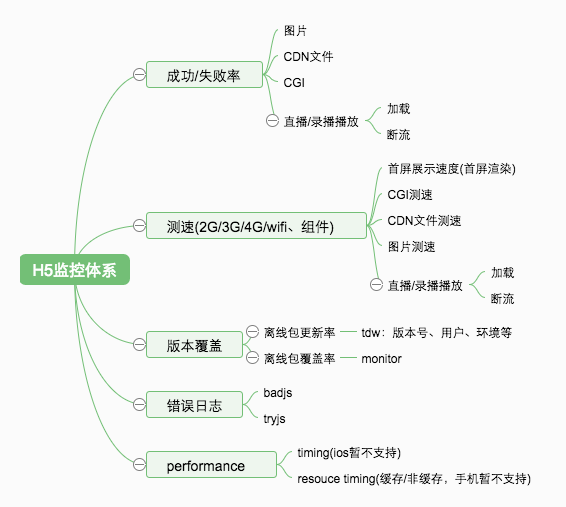 H5监控体系
成功/失败率
图片
CDN文件
CGI
直播/录播播放
加载
断流
测速(2G/3G/4G/wifi、组件)
首屏展示速度(首屏渲染)
CGI测速
CDN文件测速
图片测速
直播/录播播放
加载
断流
版本覆盖
离线包更新率
tdw：版本号、用户、环境等
离线包覆盖率
monitor
错误日志
badjs
tryjs
performance
timing(ios暂不支持)
resouce timing(缓存/非缓存，手机暂不支持)